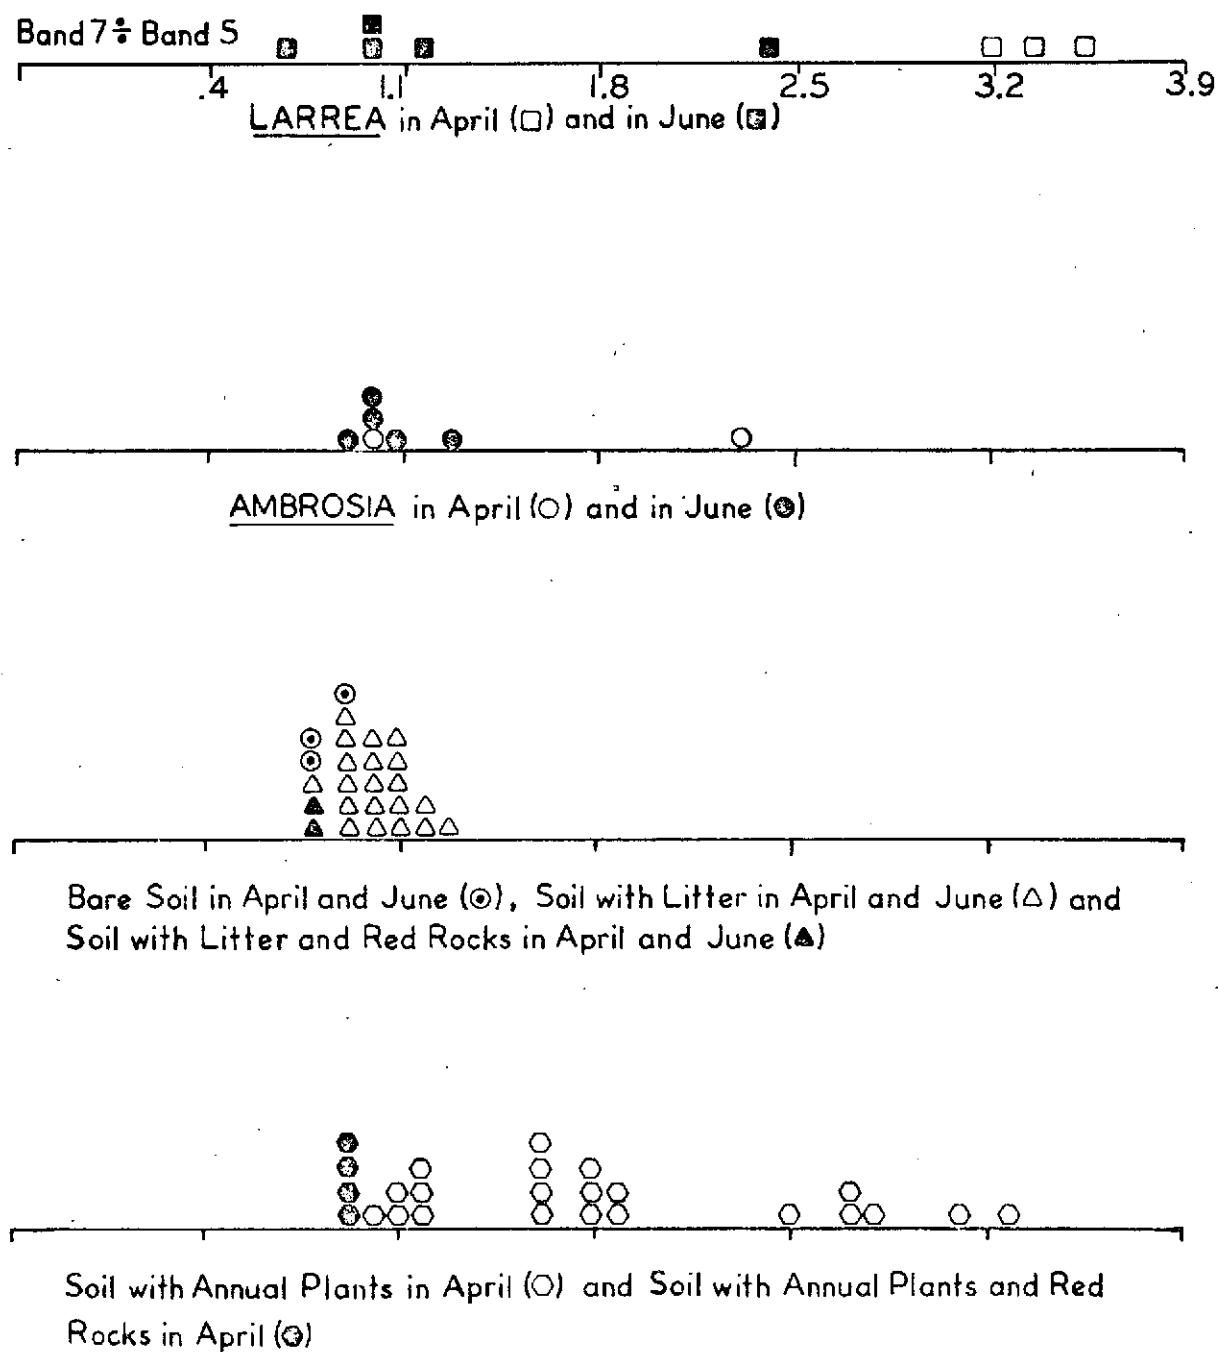 Band 7 ÷ Band 5
.4 1.1 1.8 2.5 3.2 3.9
LARREA in April (□) and in June (■)
AMBROSIA in April (○) and in June (●)
Bare Soil in April and June (⊙), Soil with Litter in April and June (△) and
Soil with Litter and Red Rocks in April and June (▲)
Soil with Annual Plants in April (⬡) and Soil with Annual Plants and Red
Rocks in April (⬢)